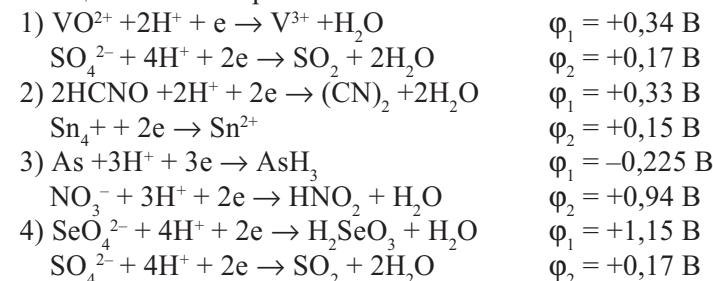 1) VO²⁺ +2H⁺ + e → V³⁺ +H₂O φ₁ = +0,34 В
SO₄²⁻ + 4H⁺ + 2e → SO₂ + 2H₂O φ₂ = +0,17 В
2) 2HCNO +2H⁺ + 2e → (CN)₂ +2H₂O φ₁ = +0,33 В
Sn₄+ + 2e → Sn²⁺ φ₂ = +0,15 В
3) As +3H⁺ + 3e → AsH₃ φ₁ = –0,225 В
NO₃⁻ + 3H⁺ + 2e → HNO₂ + H₂O φ₂ = +0,94 В
4) SeO₄²⁻ + 4H⁺ + 2e → H₂SeO₃ + H₂O φ₁ = +1,15 В
SO₄²⁻ + 4H⁺ + 2e → SO₂ + 2H₂O φ₂ = +0,17 В